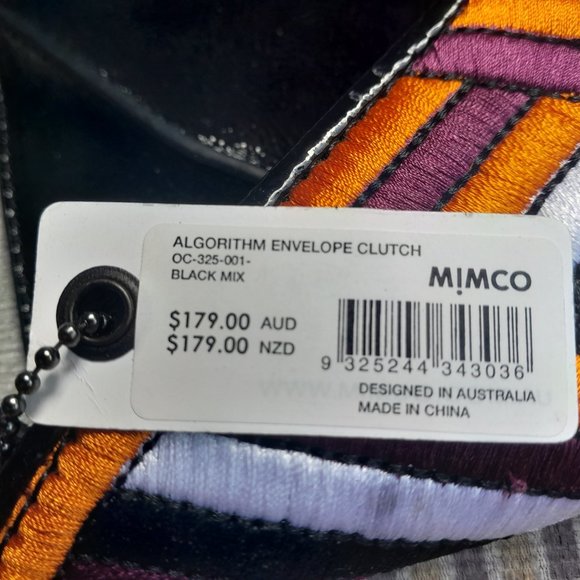 ALGORITHM ENVELOPE CLUTCH
OC-325-001-
BLACK MIX
M!MCO
$179.00 AUD
$179.00 NZD
9 325244 343036
DESIGNED IN AUSTRALIA
MADE IN CHINA